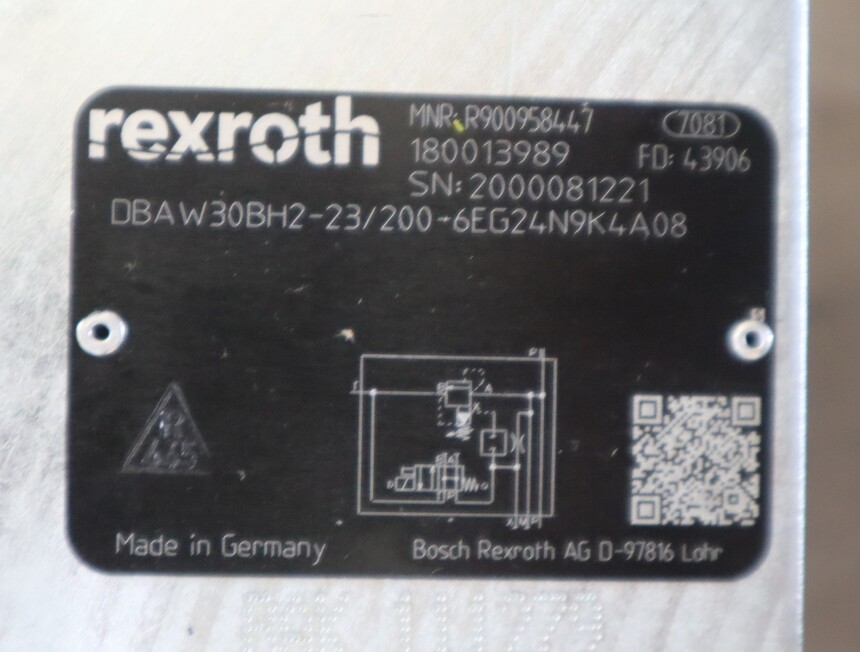 rexroth
MNR: R900958447
7081
180013989
FD: 43906
SN: 2000081221
DBAW30BH2-23/200-6EG24N9K4A08
Made in Germany
Bosch Rexroth AG D-97816 Lohr